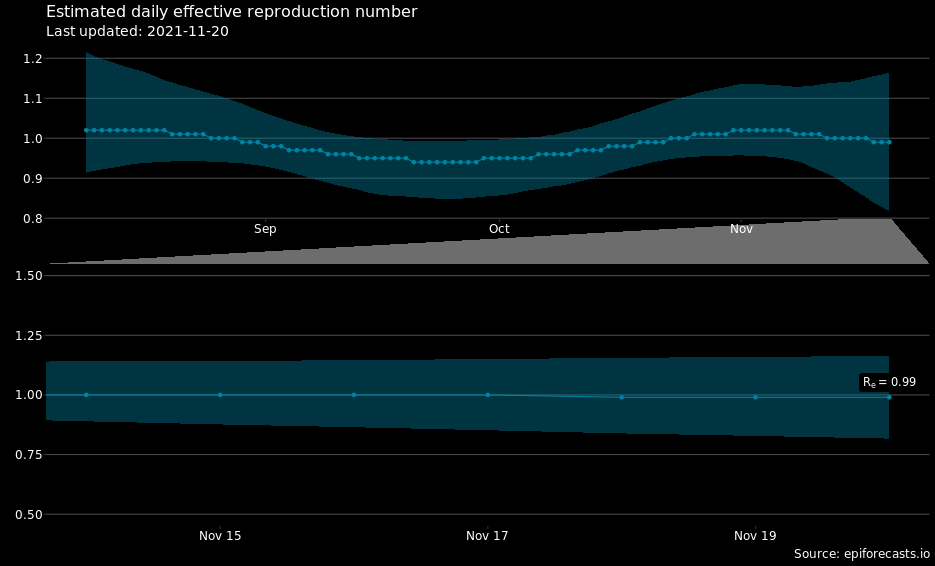 Estimated daily effective reproduction number
Last updated: 2021-11-20
1.2
1.1
1.0
0.9
0.8
Sep Oct Nov
1.50
1.25
Rₑ = 0.99
1.00
0.75
0.50
Nov 15 Nov 17 Nov 19
Source: epiforecasts.io